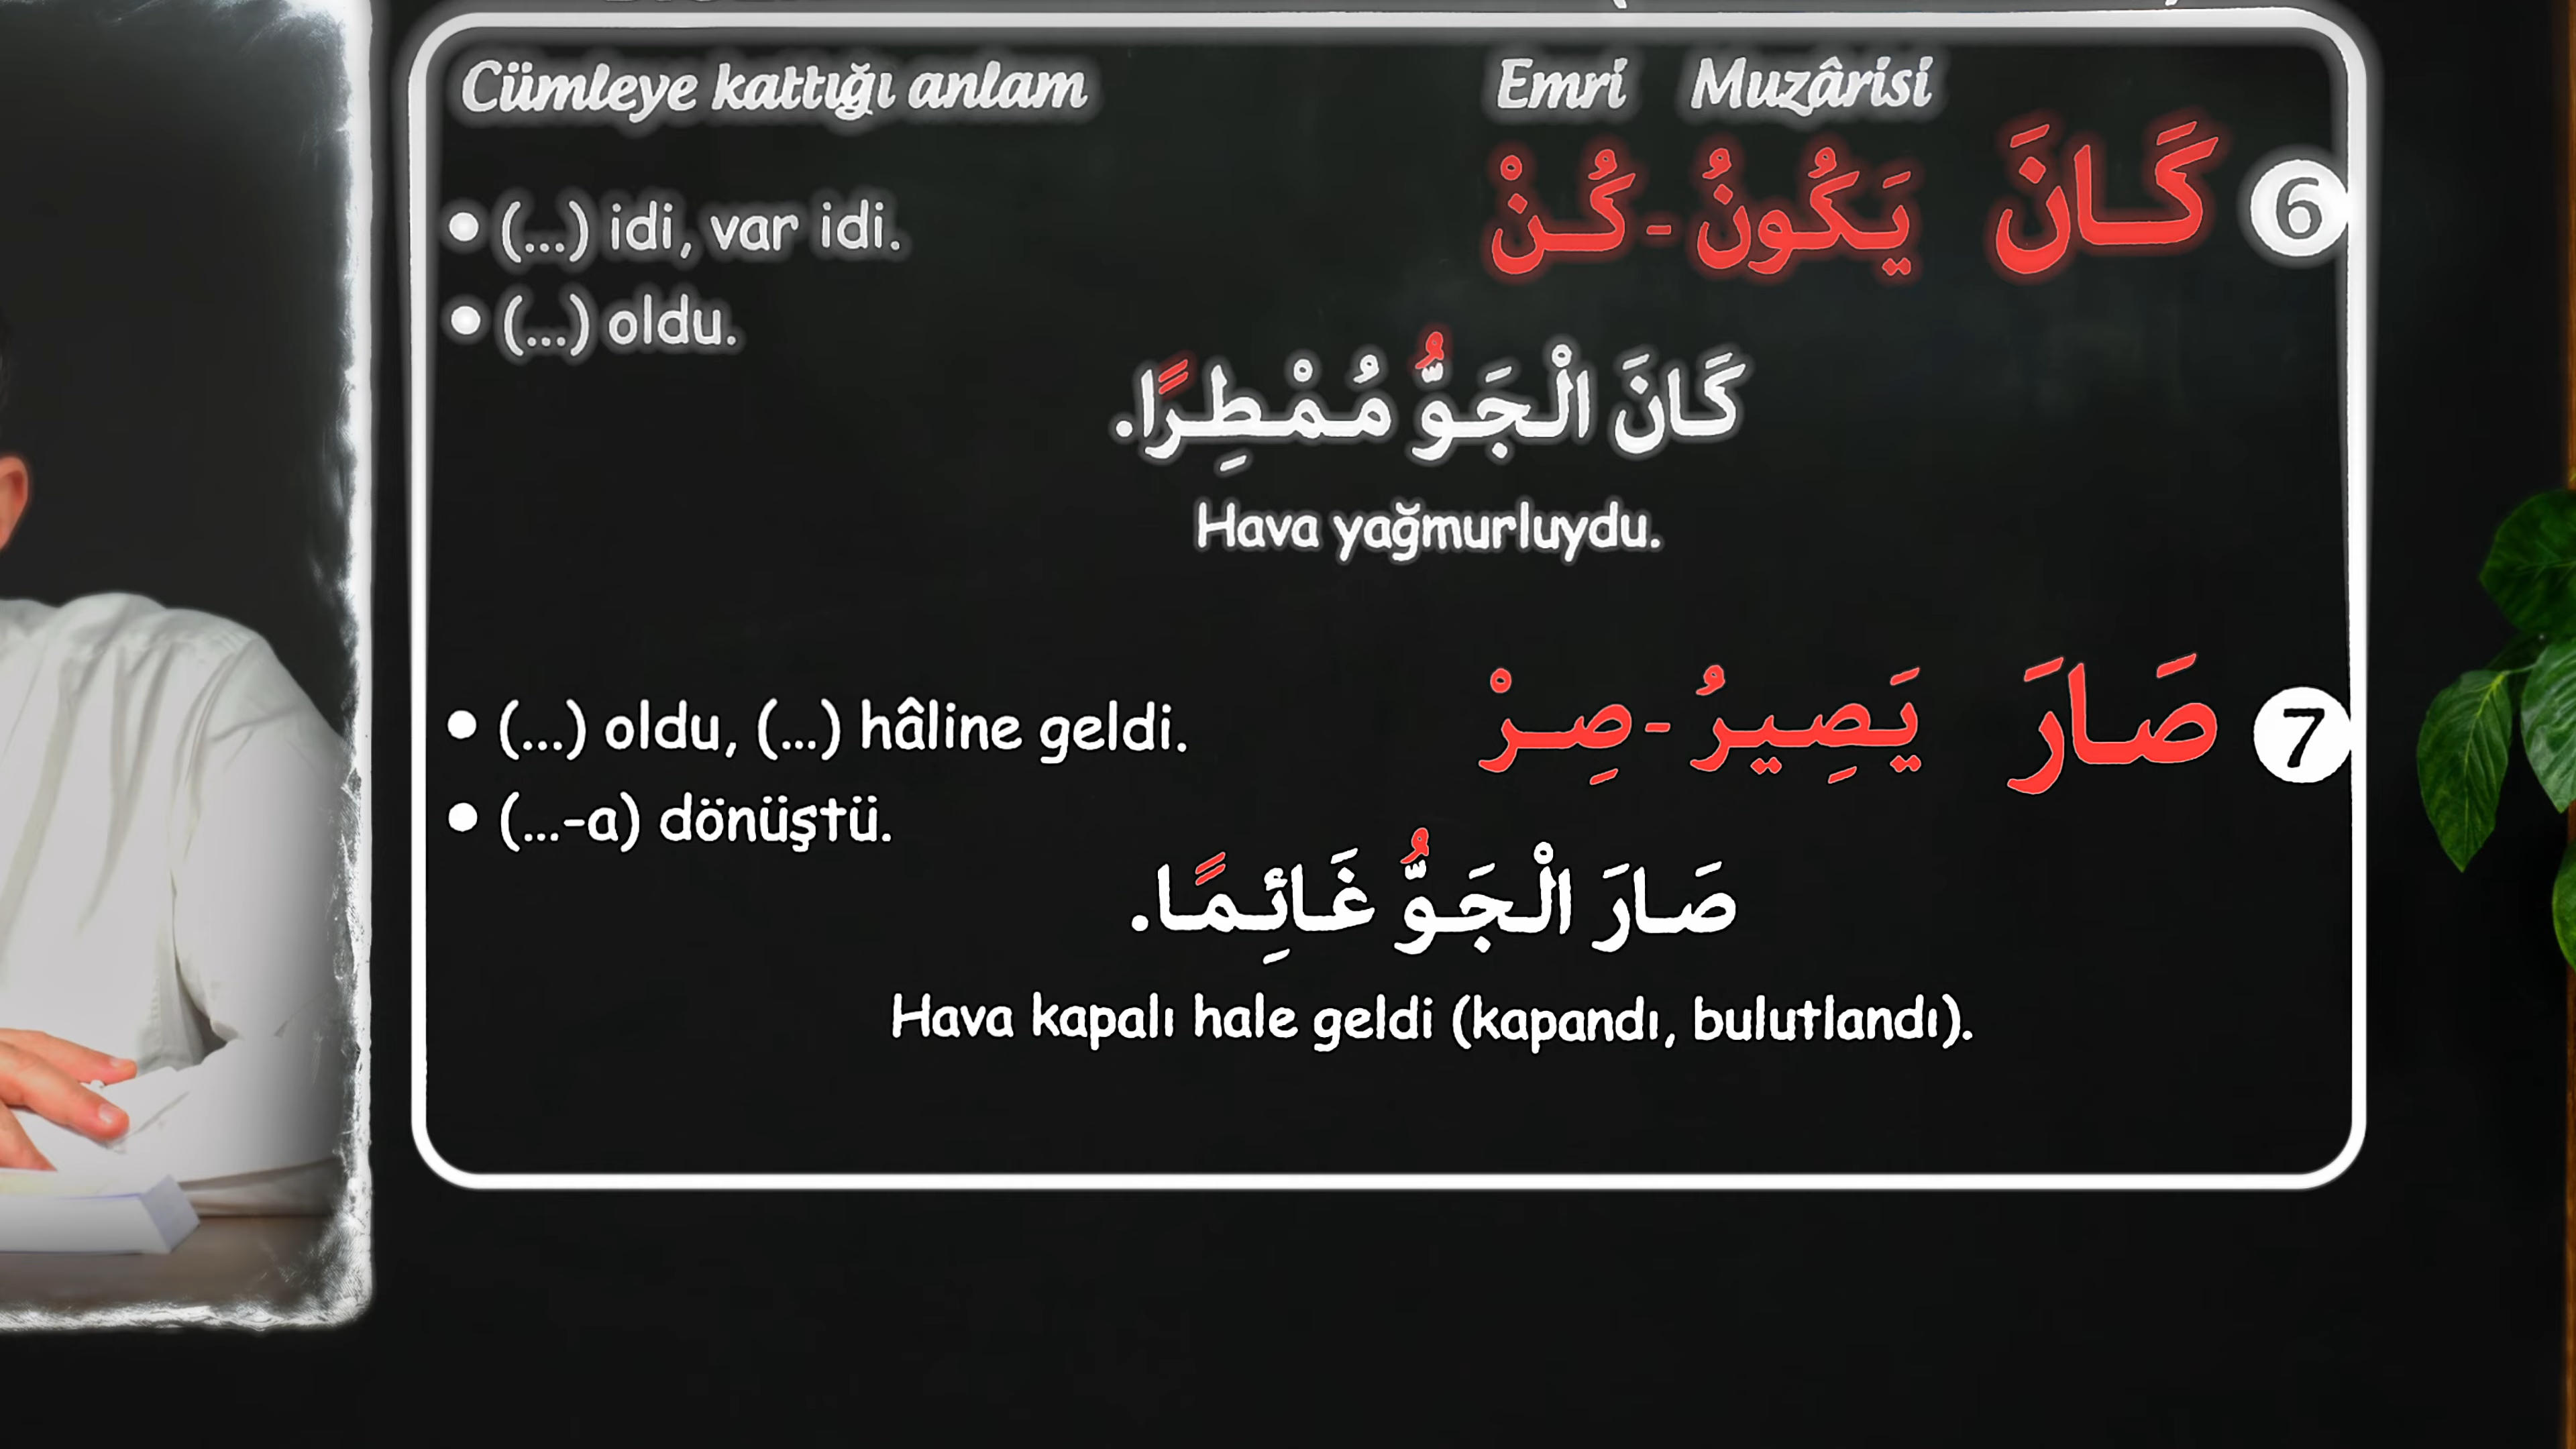 Cümleye kattığı anlam Emri Muzârisi
6 كَانَ يَكُونُ - كُنْ
• (...) idi, var idi.
• (...) oldu.
كَانَ الْجَوُّ مُمْطِرًا.
Hava yağmurluydu.
7 صَارَ يَصِيرُ - صِرْ
• (...) oldu, (...) hâline geldi.
• (...-a) dönüştü.
صَارَ الْجَوُّ غَائِمًا.
Hava kapalı hale geldi (kapandı, bulutlandı).